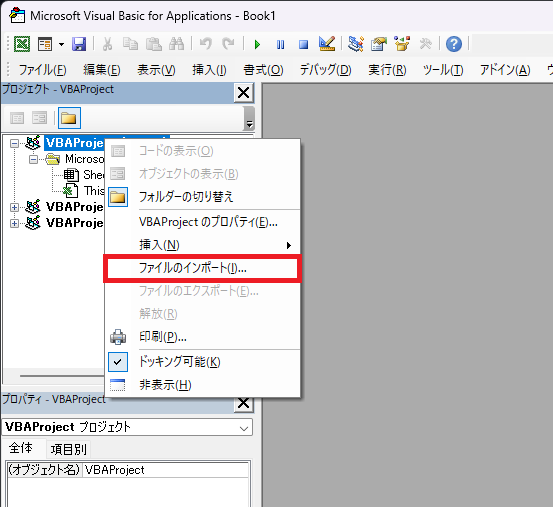 Microsoft Visual Basic for Applications - Book1
ファイル(F) 編集(E) 表示(V) 挿入(I) 書式(O) デバッグ(D) 実行(R) ツール(T) アドイン(A)
プロジェクト - VBAProject
VBAProje
Microso
Shee
This
VBAProje
VBAProje
コードの表示(O)
オブジェクトの表示(B)
フォルダーの切り替え
VBAProject のプロパティ(E)...
挿入(N)
ファイルのインポート(I)...
ファイルのエクスポート(E)...
解放(R)
印刷(P)...
ドッキング可能(K)
非表示(H)
プロパティ - VBAProject
VBAProject プロジェクト
全体 項目別
(オブジェクト名) VBAProject